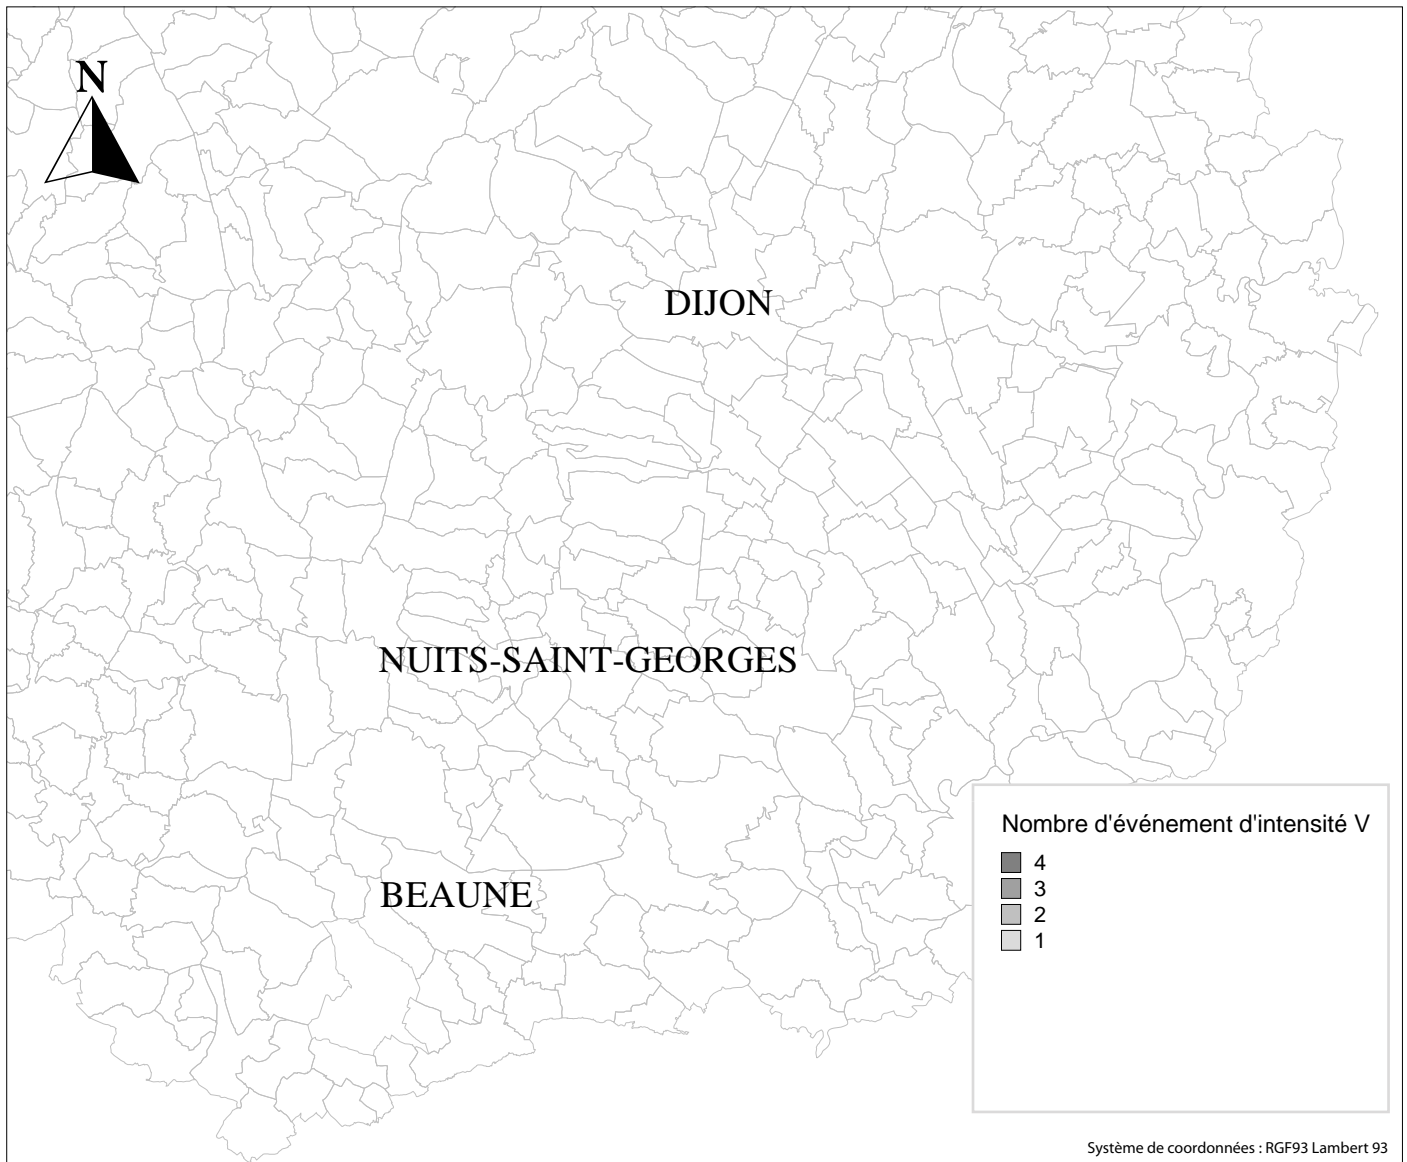 N
DIJON
NUITS-SAINT-GEORGES
BEAUNE
Nombre d'événement d'intensité V
4
3
2
1
Système de coordonnées : RGF93 Lambert 93